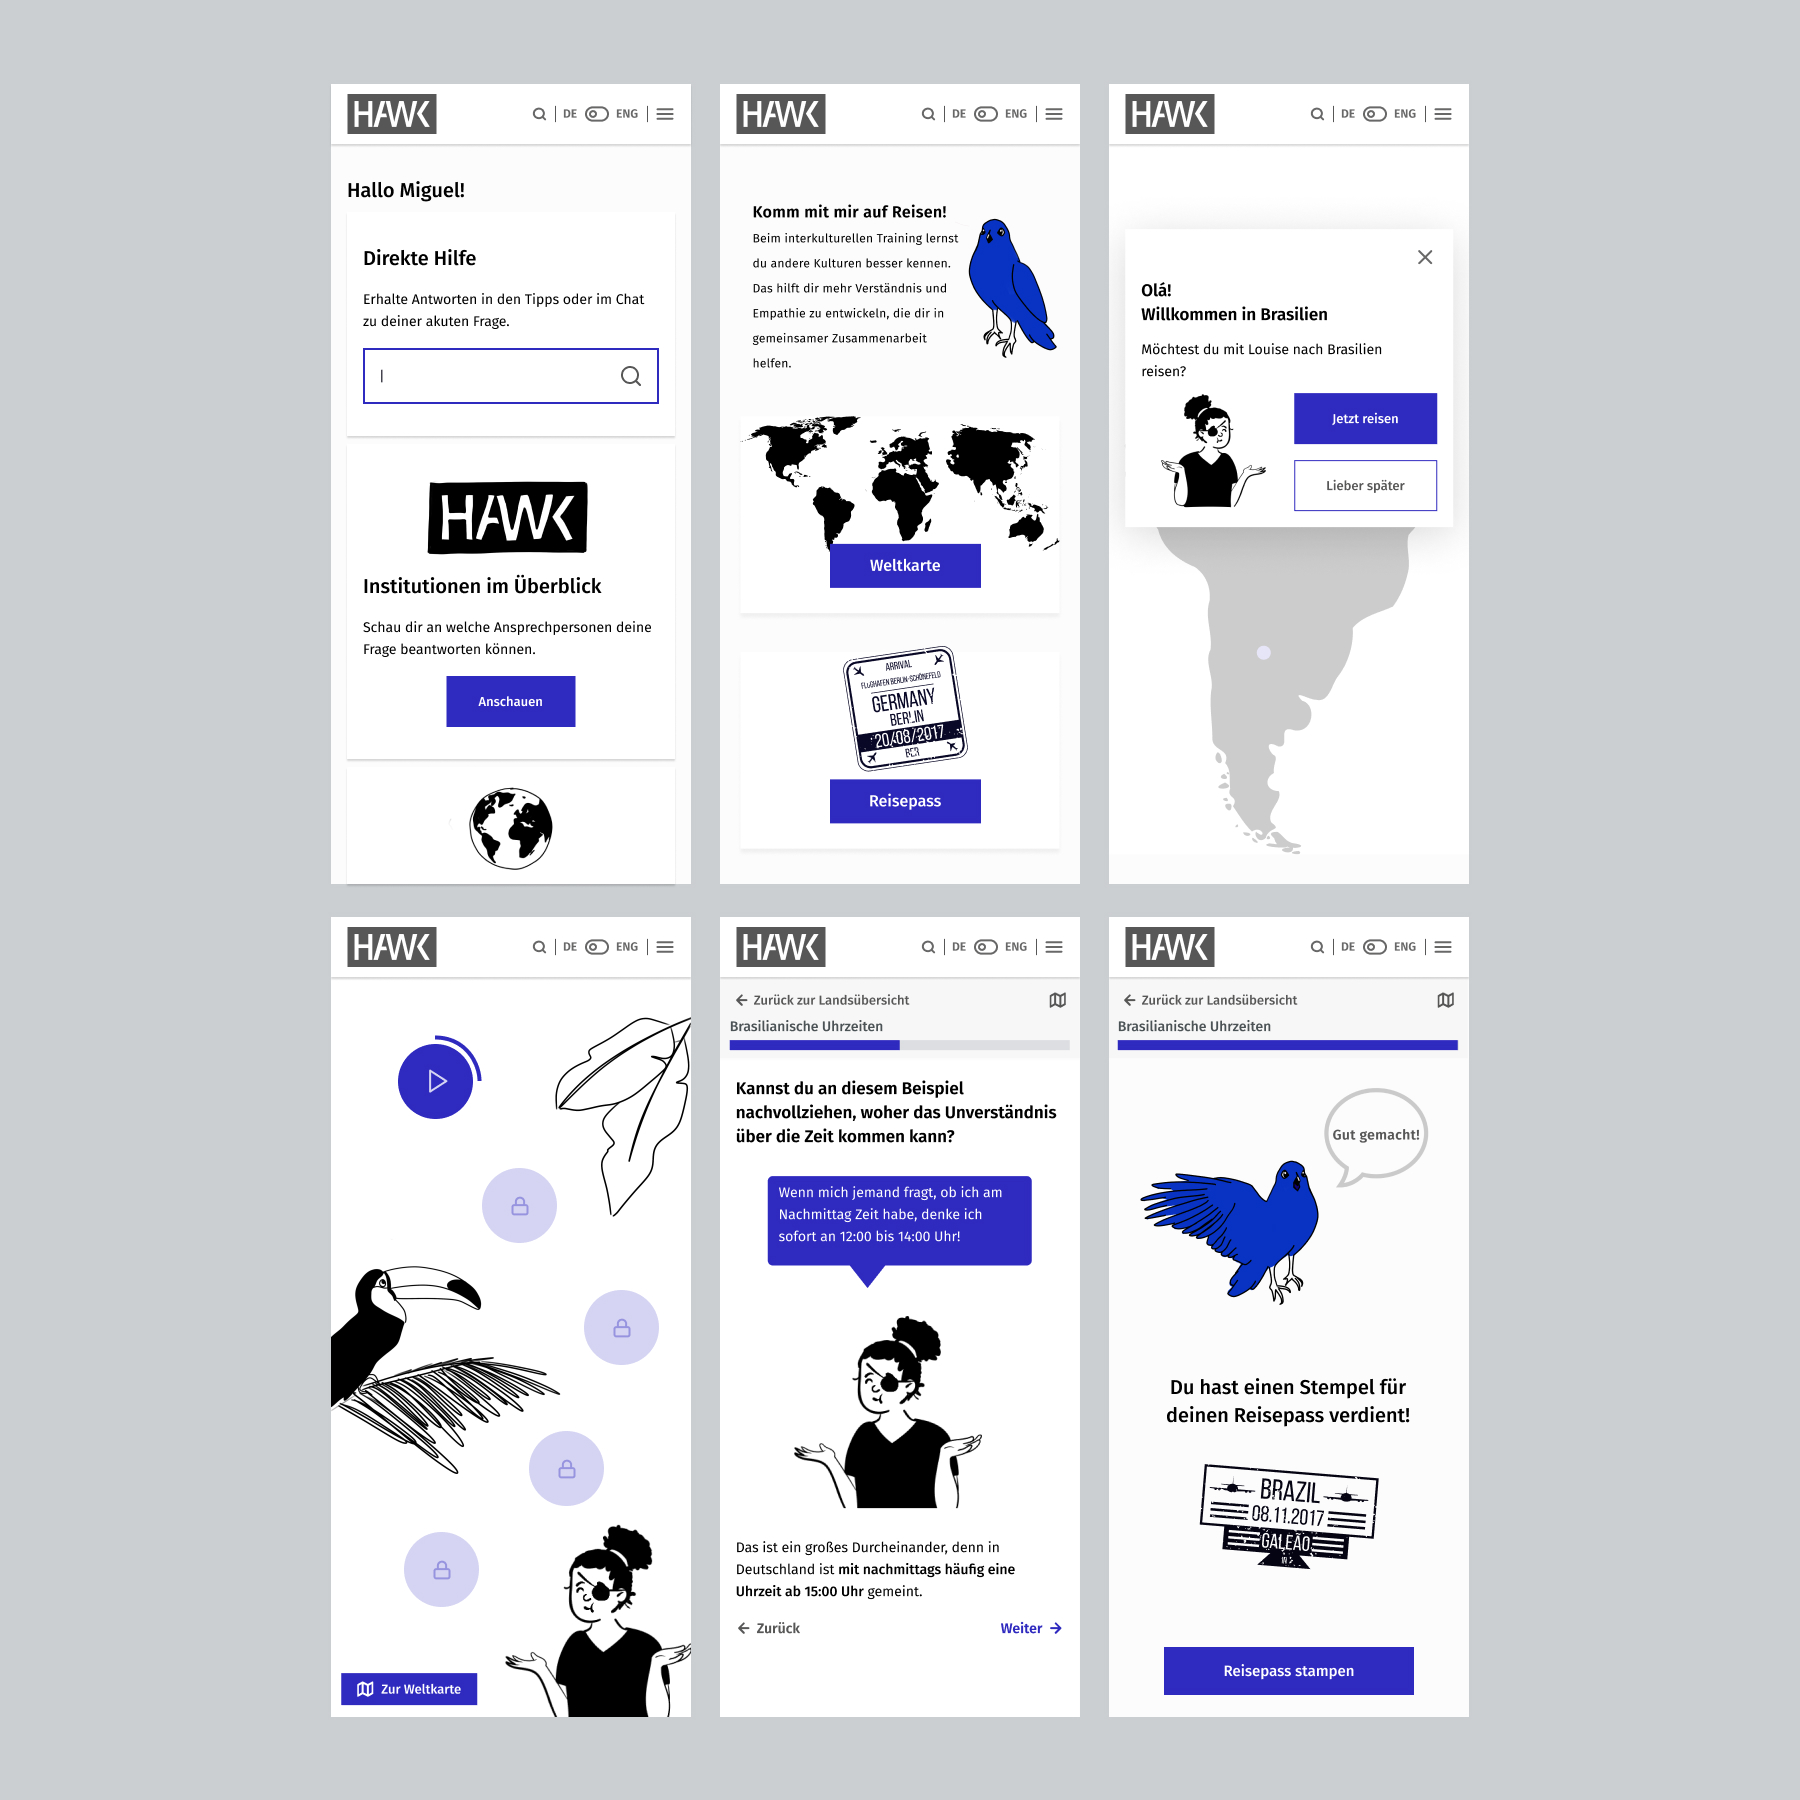 HAWK
DE ENG
Hallo Miguel!
Direkte Hilfe
Erhalte Antworten in den Tipps oder im Chat
zu deiner akuten Frage.
HAWK
Institutionen im Überblick
Schau dir an welche Ansprechpersonen deine
Frage beantworten können.
Anschauen
HAWK
DE ENG
Komm mit mir auf Reisen!
Beim interkulturellen Training lernst
du andere Kulturen besser kennen.
Das hilft dir mehr Verständnis und
Empathie zu entwickeln, die dir in
gemeinsamer Zusammenarbeit
helfen.
Weltkarte
ARRIVAL
FLUGHAFEN BERLIN-SCHÖNEFELD
GERMANY
BERLIN
20/08/2017
BER
Reisepass
HAWK
DE ENG
Olá!
Willkommen in Brasilien
Möchtest du mit Louise nach Brasilien
reisen?
Jetzt reisen
Lieber später
HAWK
DE ENG
Zur Weltkarte
HAWK
DE ENG
Zurück zur Landsübersicht
Brasilianische Uhrzeiten
Kannst du an diesem Beispiel
nachvollziehen, woher das Unverständnis
über die Zeit kommen kann?
Wenn mich jemand fragt, ob ich am
Nachmittag Zeit habe, denke ich
sofort an 12:00 bis 14:00 Uhr!
Das ist ein großes Durcheinander, denn in
Deutschland ist mit nachmittags häufig eine
Uhrzeit ab 15:00 Uhr gemeint.
Zurück
Weiter
HAWK
DE ENG
Zurück zur Landsübersicht
Brasilianische Uhrzeiten
Gut gemacht!
Du hast einen Stempel für
deinen Reisepass verdient!
BRAZIL
08.11.2017
GALEÃO
Reisepass stampen